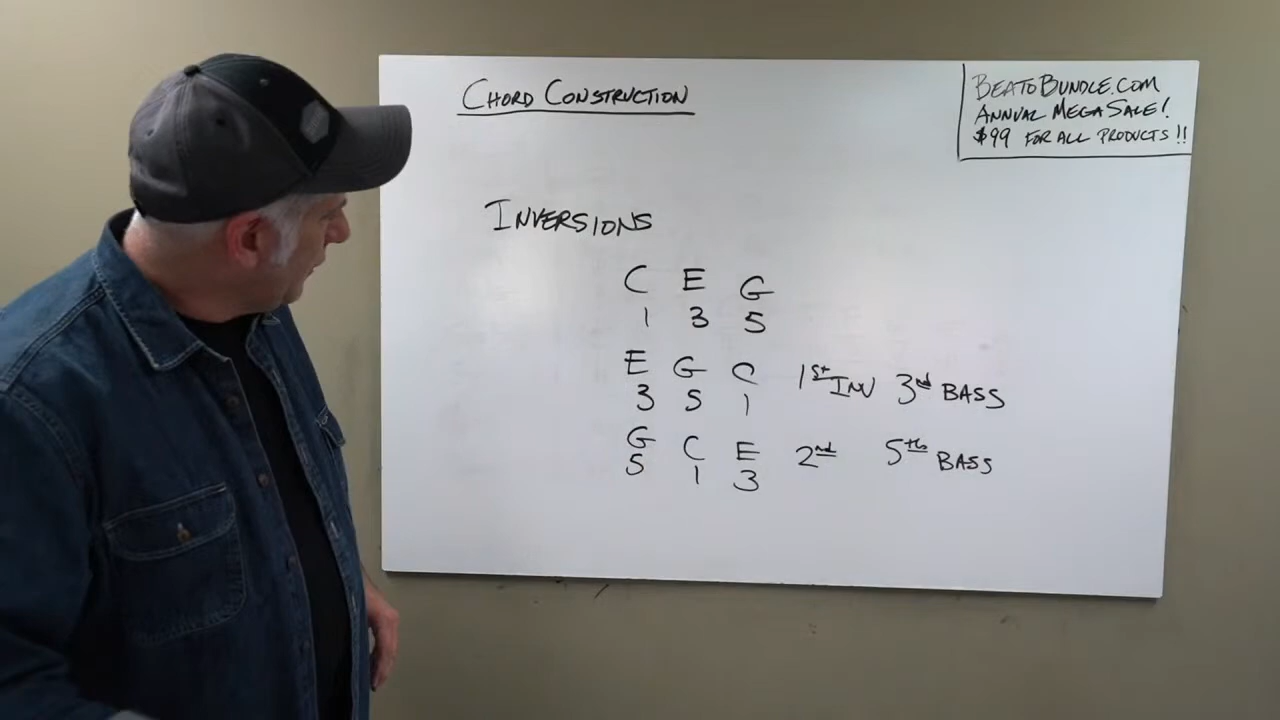 CHORD CONSTRUCTION
BEATOBUNDLE.COM
ANNUAL MEGA SALE!
$99 FOR ALL PRODUCTS!!
INVERSIONS
C E G
1 3 5
E G C 1st INV 3rd BASS
3 5 1
G C E 2nd 5th BASS
5 1 3